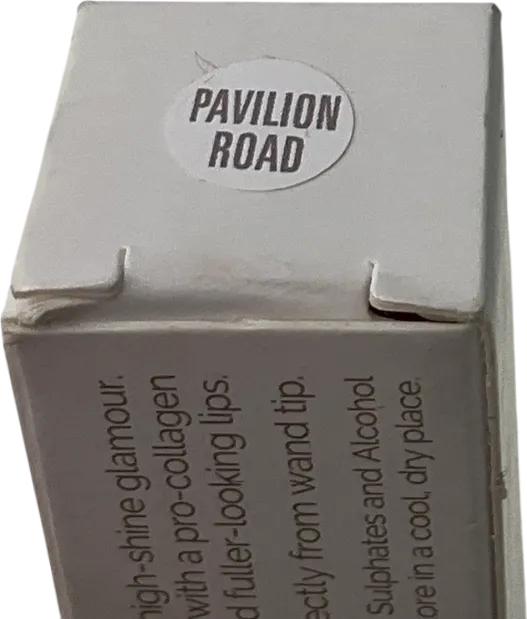 PAVILION
ROAD
high-shine glamour.
with a pro-collagen
d fuller-looking lips.
ectly from wand tip.
Sulphates and Alcohol
ore in a cool, dry place.